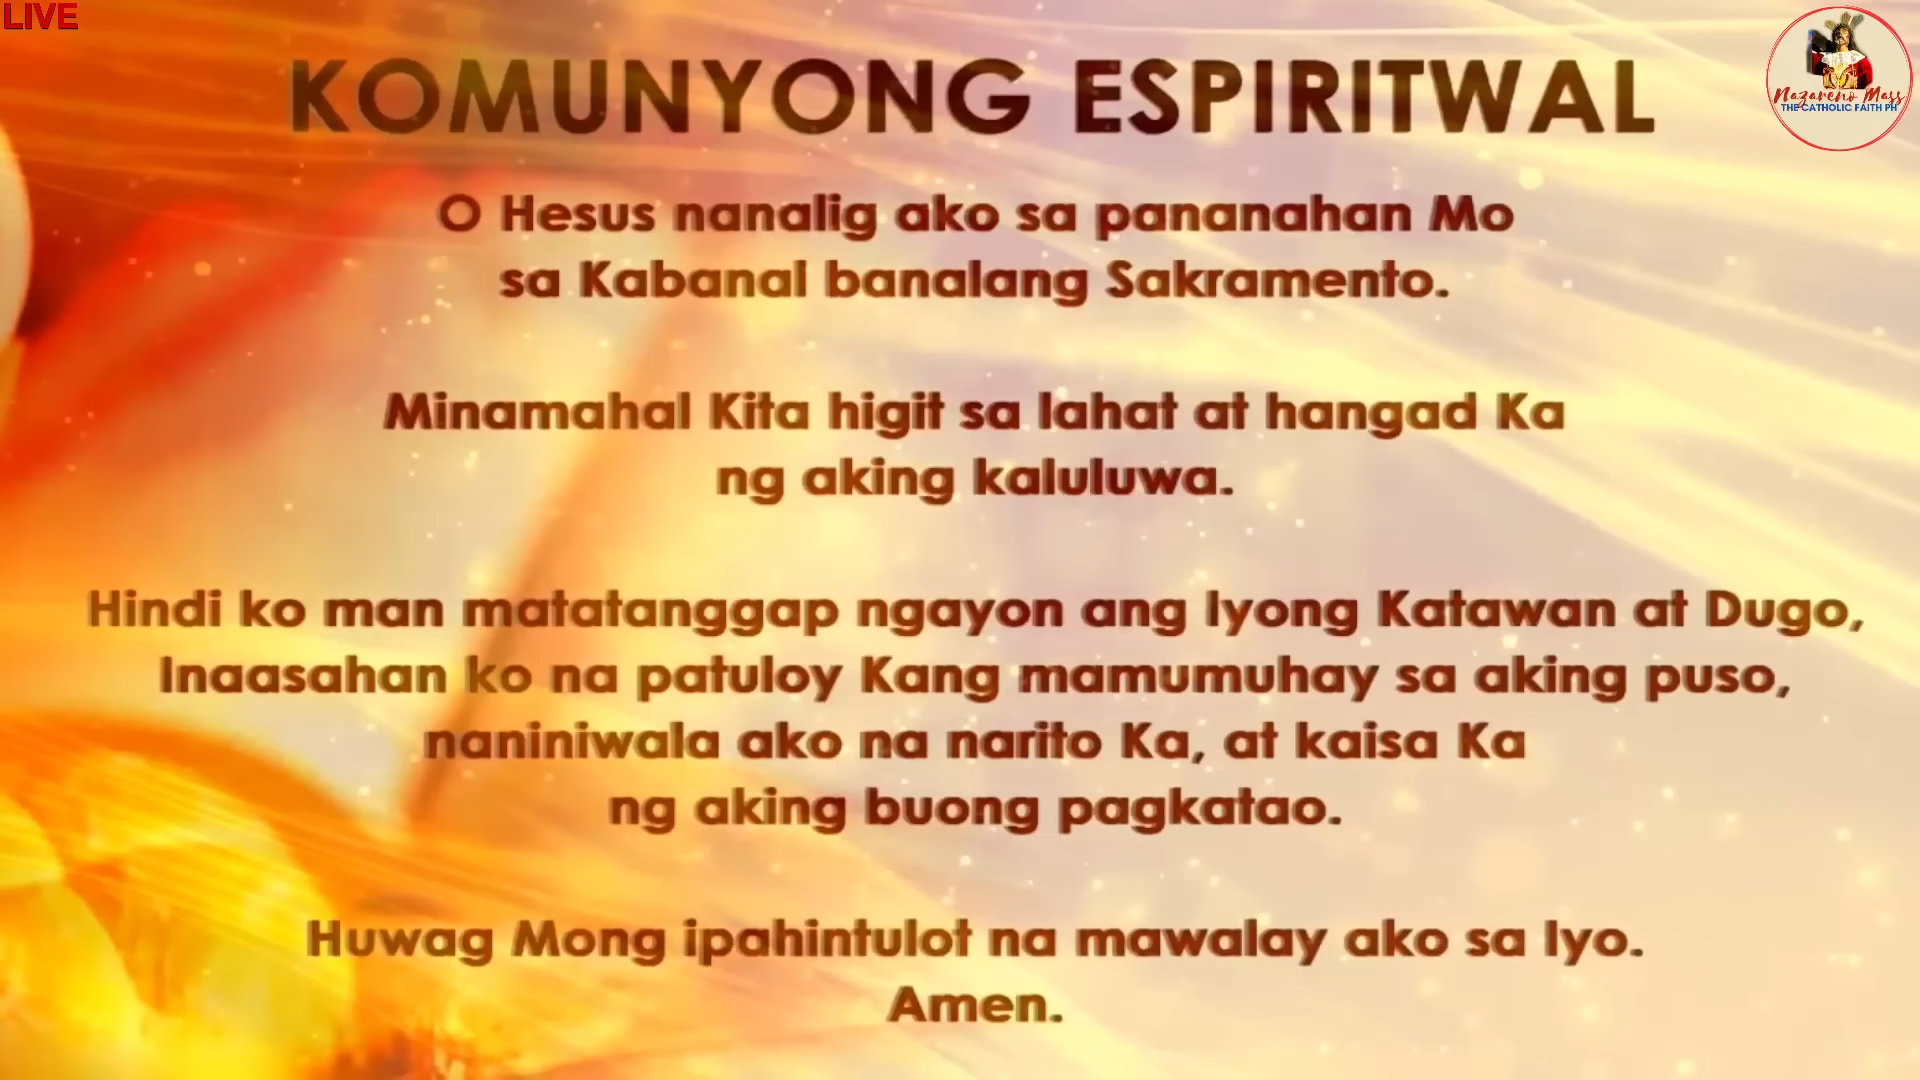 LIVE
Nazareno Mass
THE CATHOLIC FAITH PH
KOMUNYONG ESPIRITWAL
O Hesus nanalig ako sa pananahan Mo
sa Kabanal banalang Sakramento.
Minamahal Kita higit sa lahat at hangad Ka
ng aking kaluluwa.
Hindi ko man matatanggap ngayon ang Iyong Katawan at Dugo,
Inaasahan ko na patuloy Kang mamumuhay sa aking puso,
naniniwala ako na narito Ka, at kaisa Ka
ng aking buong pagkatao.
Huwag Mong ipahintulot na mawalay ako sa Iyo.
Amen.